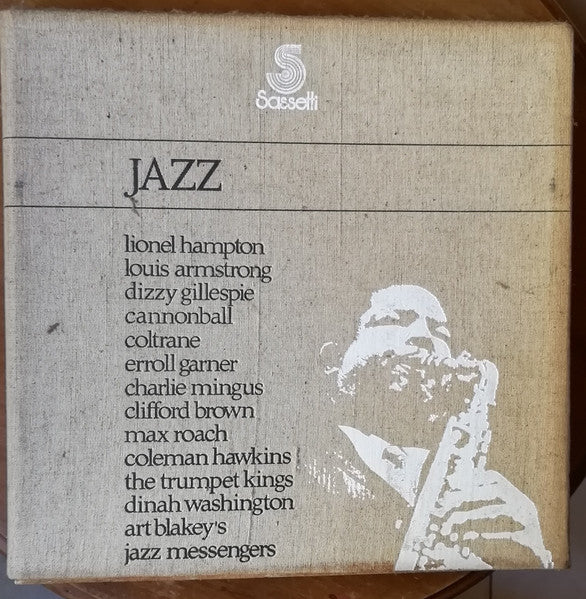 Sassetti
JAZZ
lionel hampton
louis armstrong
dizzy gillespie
cannonball
coltrane
erroll garner
charlie mingus
clifford brown
max roach
coleman hawkins
the trumpet kings
dinah washington
art blakey's
jazz messengers